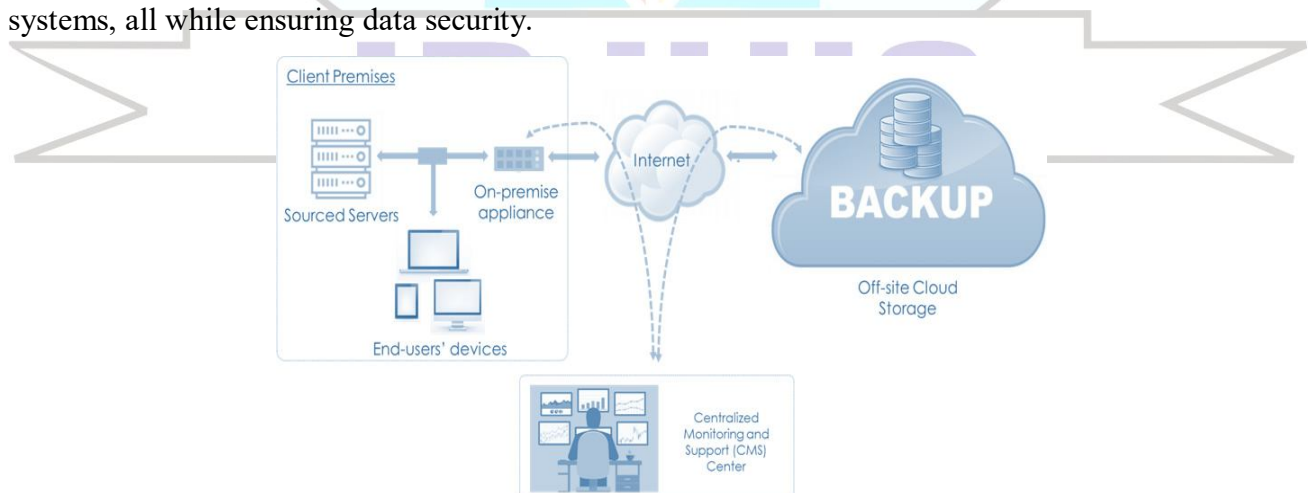 systems, all while ensuring data security.
Client Premises
Sourced Servers
On-premise
appliance
End-users' devices
Internet
BACKUP
Off-site Cloud
Storage
Centralized
Monitoring and
Support (CMS)
Center